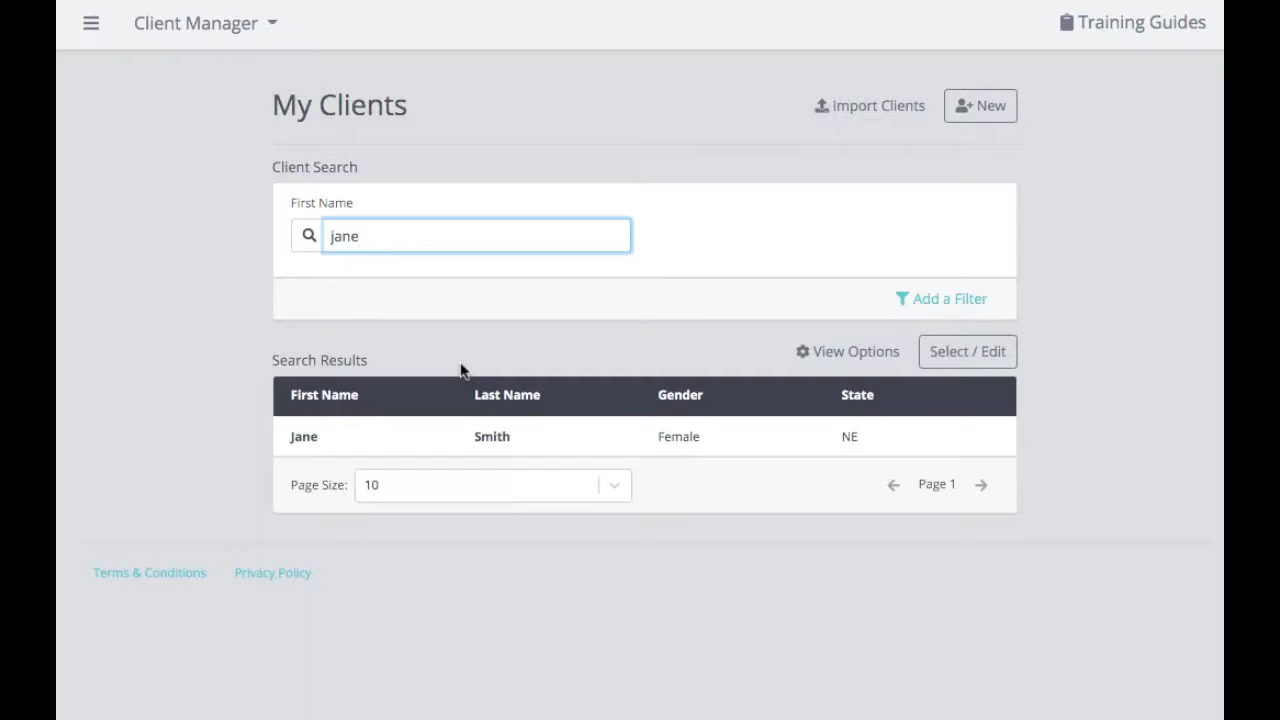 Client Manager Training Guides
My Clients Import Clients New
Client Search
First Name
jane
Add a Filter
Search Results View Options Select / Edit
First Name Last Name Gender State
Jane Smith Female NE
Page Size: 10 Page 1
Terms & Conditions Privacy Policy